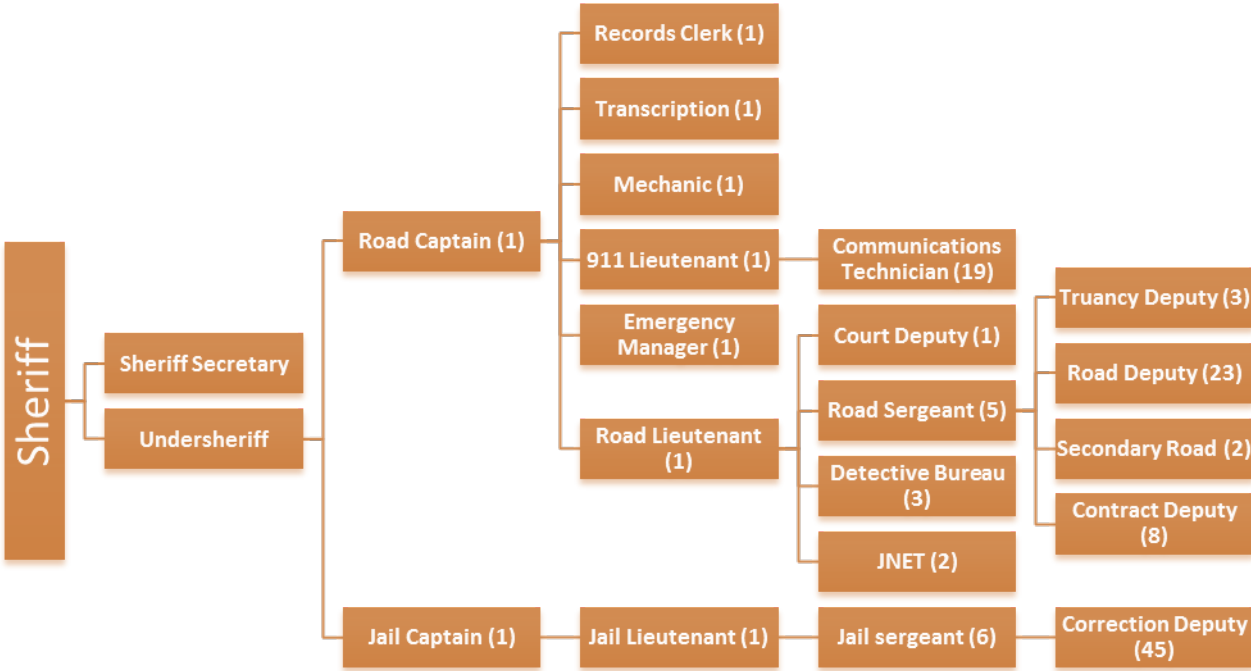 Sheriff
Sheriff Secretary
Undersheriff
Road Captain (1)
Records Clerk (1)
Transcription (1)
Mechanic (1)
911 Lieutenant (1)
Communications
Technician (19)
Emergency
Manager (1)
Road Lieutenant
(1)
Court Deputy (1)
Road Sergeant (5)
Truancy Deputy (3)
Road Deputy (23)
Secondary Road (2)
Contract Deputy
(8)
Detective Bureau
(3)
JNET (2)
Jail Captain (1)
Jail Lieutenant (1)
Jail sergeant (6)
Correction Deputy
(45)